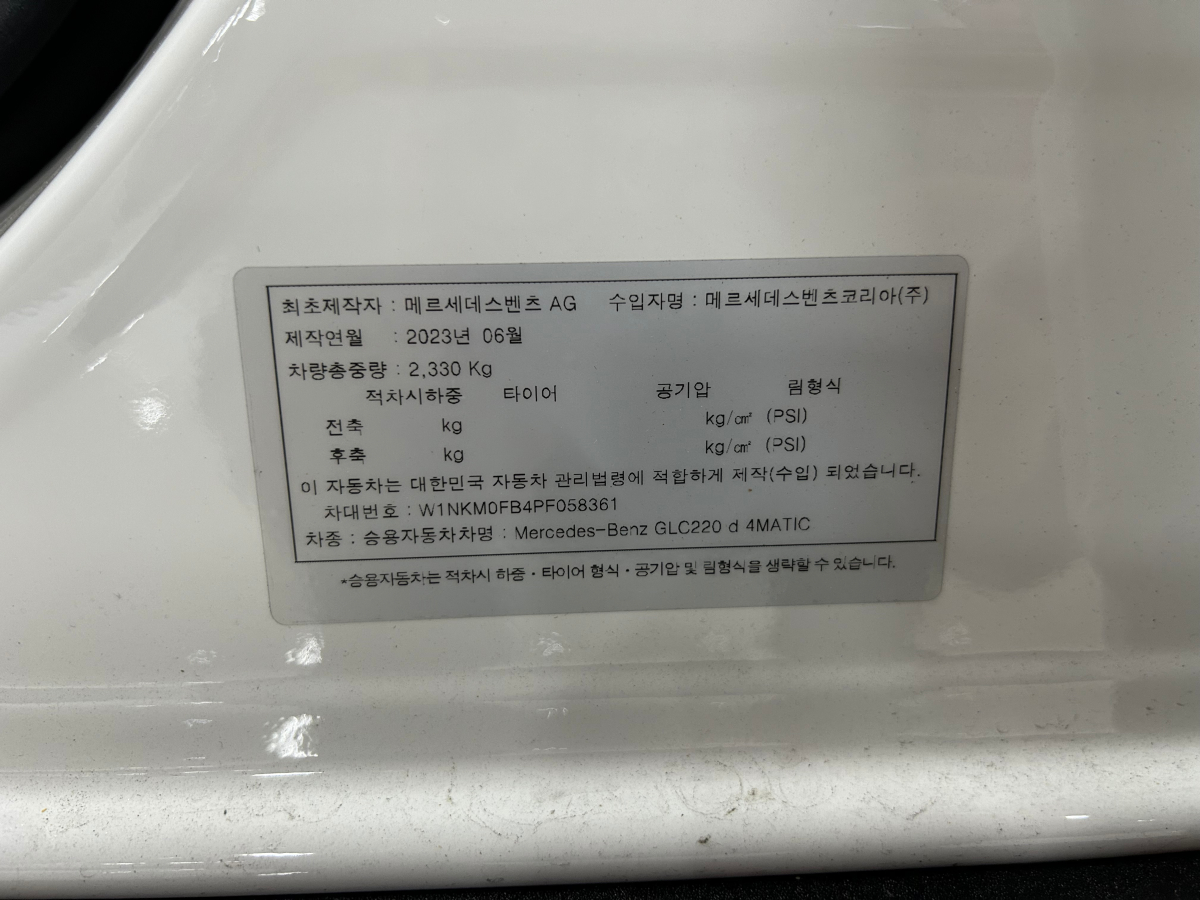 최초제작자 : 메르세데스벤츠 AG 수입자명 : 메르세데스벤츠코리아(주)
제작연월 : 2023년 06월
차량총중량 : 2,330 Kg
적차시하중 타이어 공기압 림형식
전축 kg kg/㎠ (PSI)
후축 kg kg/㎠ (PSI)
이 자동차는 대한민국 자동차 관리법령에 적합하게 제작(수입) 되었습니다.
차대번호 : W1NKM0FB4PF058361
차종 : 승용자동차차명 : Mercedes-Benz GLC220 d 4MATIC
*승용자동차는 적차시 하중・타이어 형식・공기압 및 림형식을 생략할 수 있습니다.